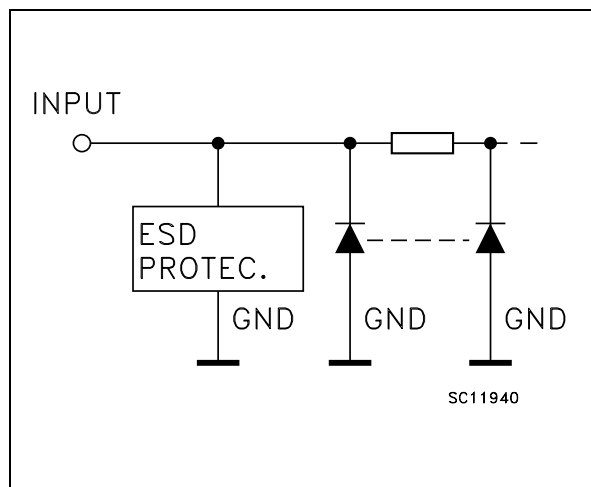 INPUT
ESD
PROTEC.
GND
GND
GND
SC11940